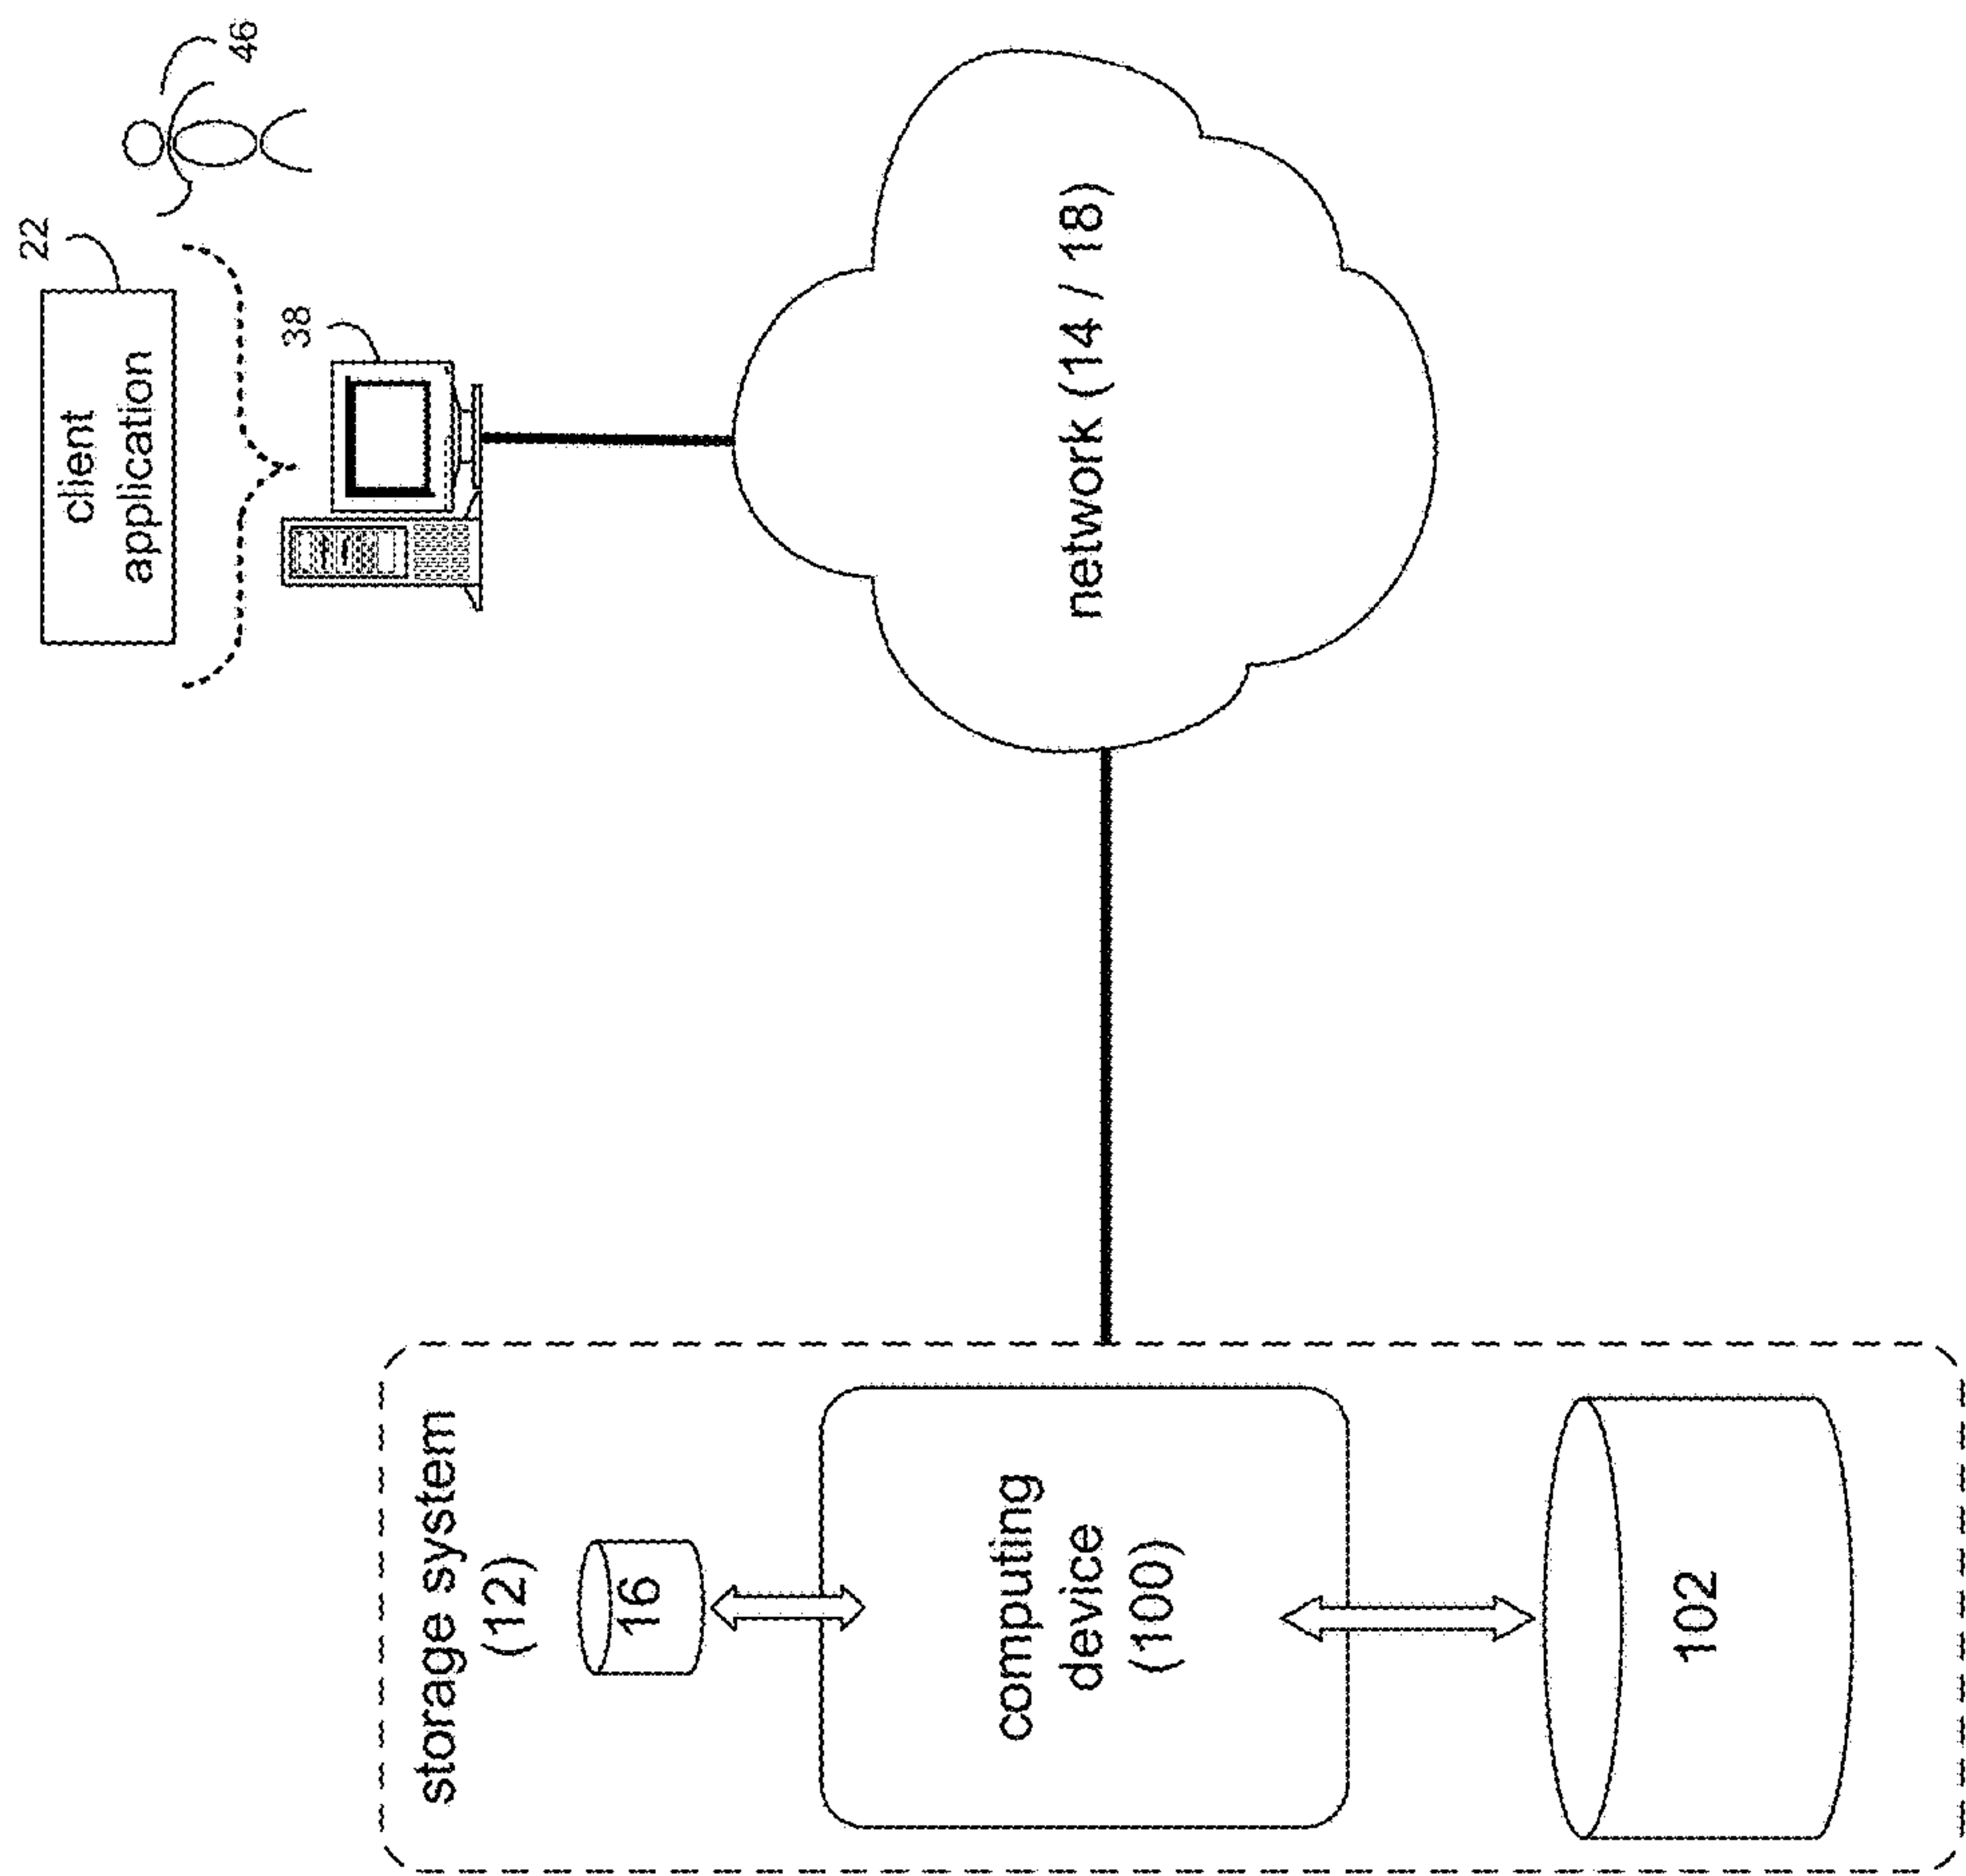 storage system
(12)
16
computing
device
(100)
102
client
application
22
46
38
network (14 / 18)